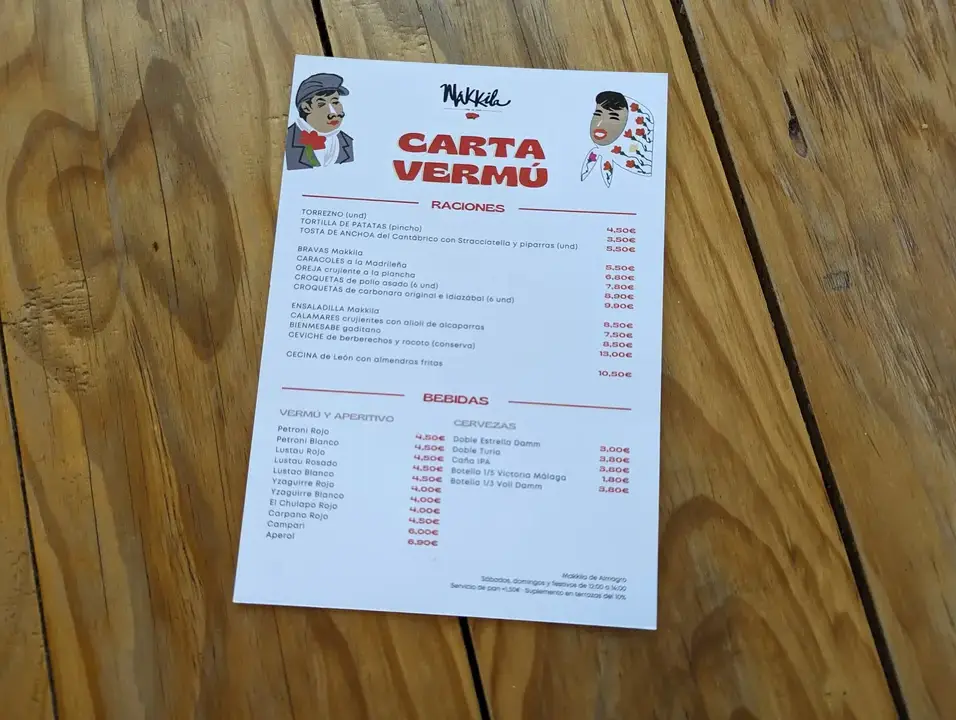 Makkila
CARTA
VERMÚ
RACIONES
TORREZNO (und) 4,50€
TORTILLA DE PATATAS (pincho) 3,50€
TOSTA DE ANCHOA del Cantábrico con Stracciatella y piparras (und) 5,50€
BRAVAS Makkila 5,50€
CARACOLES a la Madrileña 6,80€
OREJA crujiente a la plancha 7,80€
CROQUETAS de pollo asado (6 und) 8,90€
CROQUETAS de carbonara original e Idiazábal (6 und) 9,90€
ENSALADILLA Makkila 8,50€
CALAMARES crujientes con alioli de alcaparras 7,50€
BIENMESABE gaditano 8,50€
CEVICHE de berberechos y rocoto (conserva) 13,00€
CECINA de León con almendras fritas 10,50€
BEBIDAS
VERMÚ Y APERITIVO
Petroni Rojo 4,50€
Petroni Blanco 4,50€
Lustau Rojo 4,50€
Lustau Rosado 4,50€
Lustao Blanco 4,50€
Yzaguirre Rojo 4,00€
Yzaguirre Blanco 4,00€
El Chulapo Rojo 4,00€
Carpano Rojo 4,50€
Campari 6,00€
Aperol 6,90€
CERVEZAS
Doble Estrella Damm 3,00€
Doble Turia 3,80€
Caña IPA 3,80€
Botella 1/5 Victoria Málaga 1,80€
Botella 1/3 Voll Damm 3,80€
Makkila de Almagro
Sábados, domingos y festivos de 12:00 a 14:00
Servicio de pan +1,50€ · Suplemento en terrazas del 10%